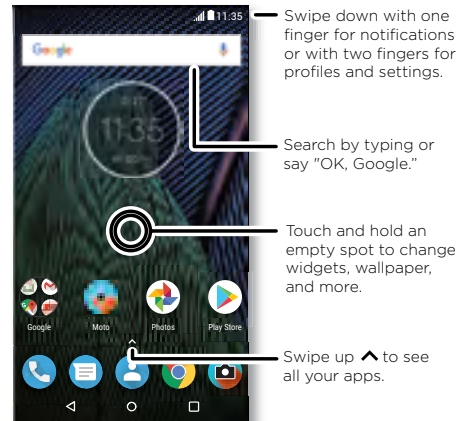 11:35
Swipe down with one
finger for notifications
or with two fingers for
profiles and settings.
Google
11:35
Search by typing or
say "OK, Google.”
Touch and hold an
empty spot to change
widgets, wallpaper,
and more.
Google Moto Photos Play Store
Swipe up ^ to see
all your apps.